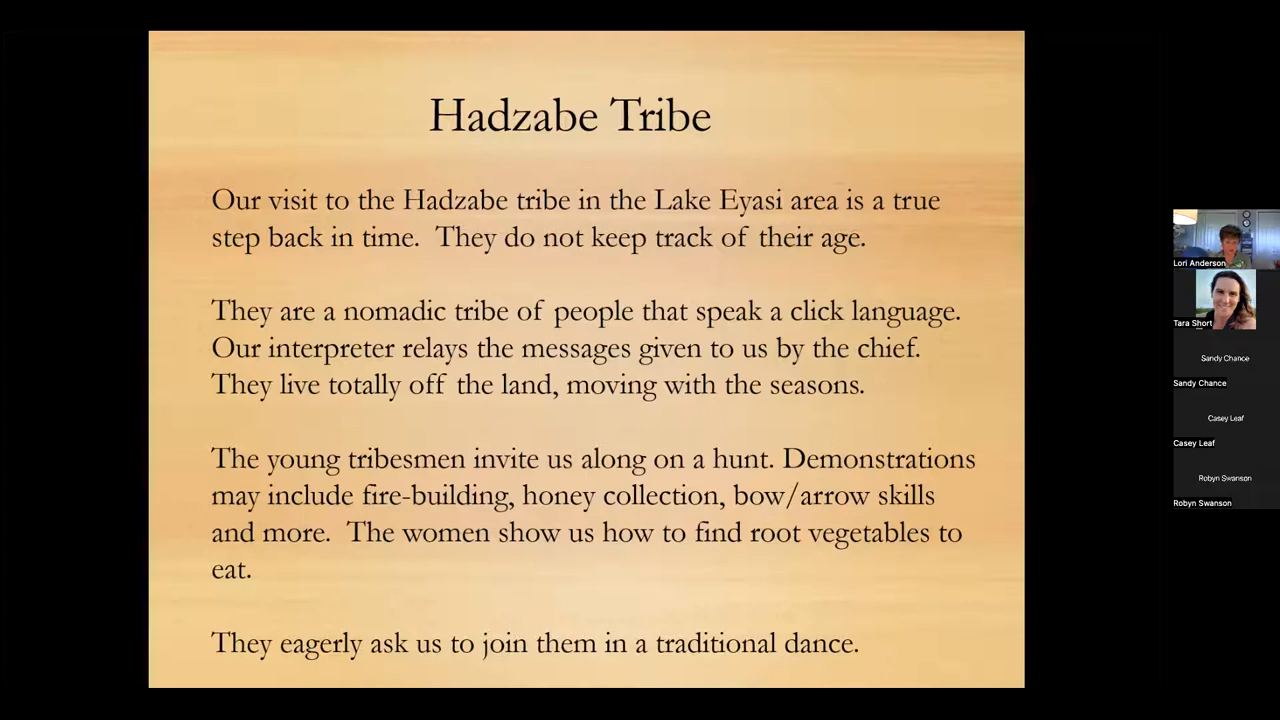 Hadzabe Tribe
Our visit to the Hadzabe tribe in the Lake Eyasi area is a true
step back in time.  They do not keep track of their age.
They are a nomadic tribe of people that speak a click language.
Our interpreter relays the messages given to us by the chief.
They live totally off the land, moving with the seasons.
The young tribesmen invite us along on a hunt. Demonstrations
may include fire-building, honey collection, bow/arrow skills
and more.  The women show us how to find root vegetables to
eat.
They eagerly ask us to join them in a traditional dance.
Lori Anderson
Tara Short
Sandy Chance
Sandy Chance
Casey Leaf
Casey Leaf
Robyn Swanson
Robyn Swanson